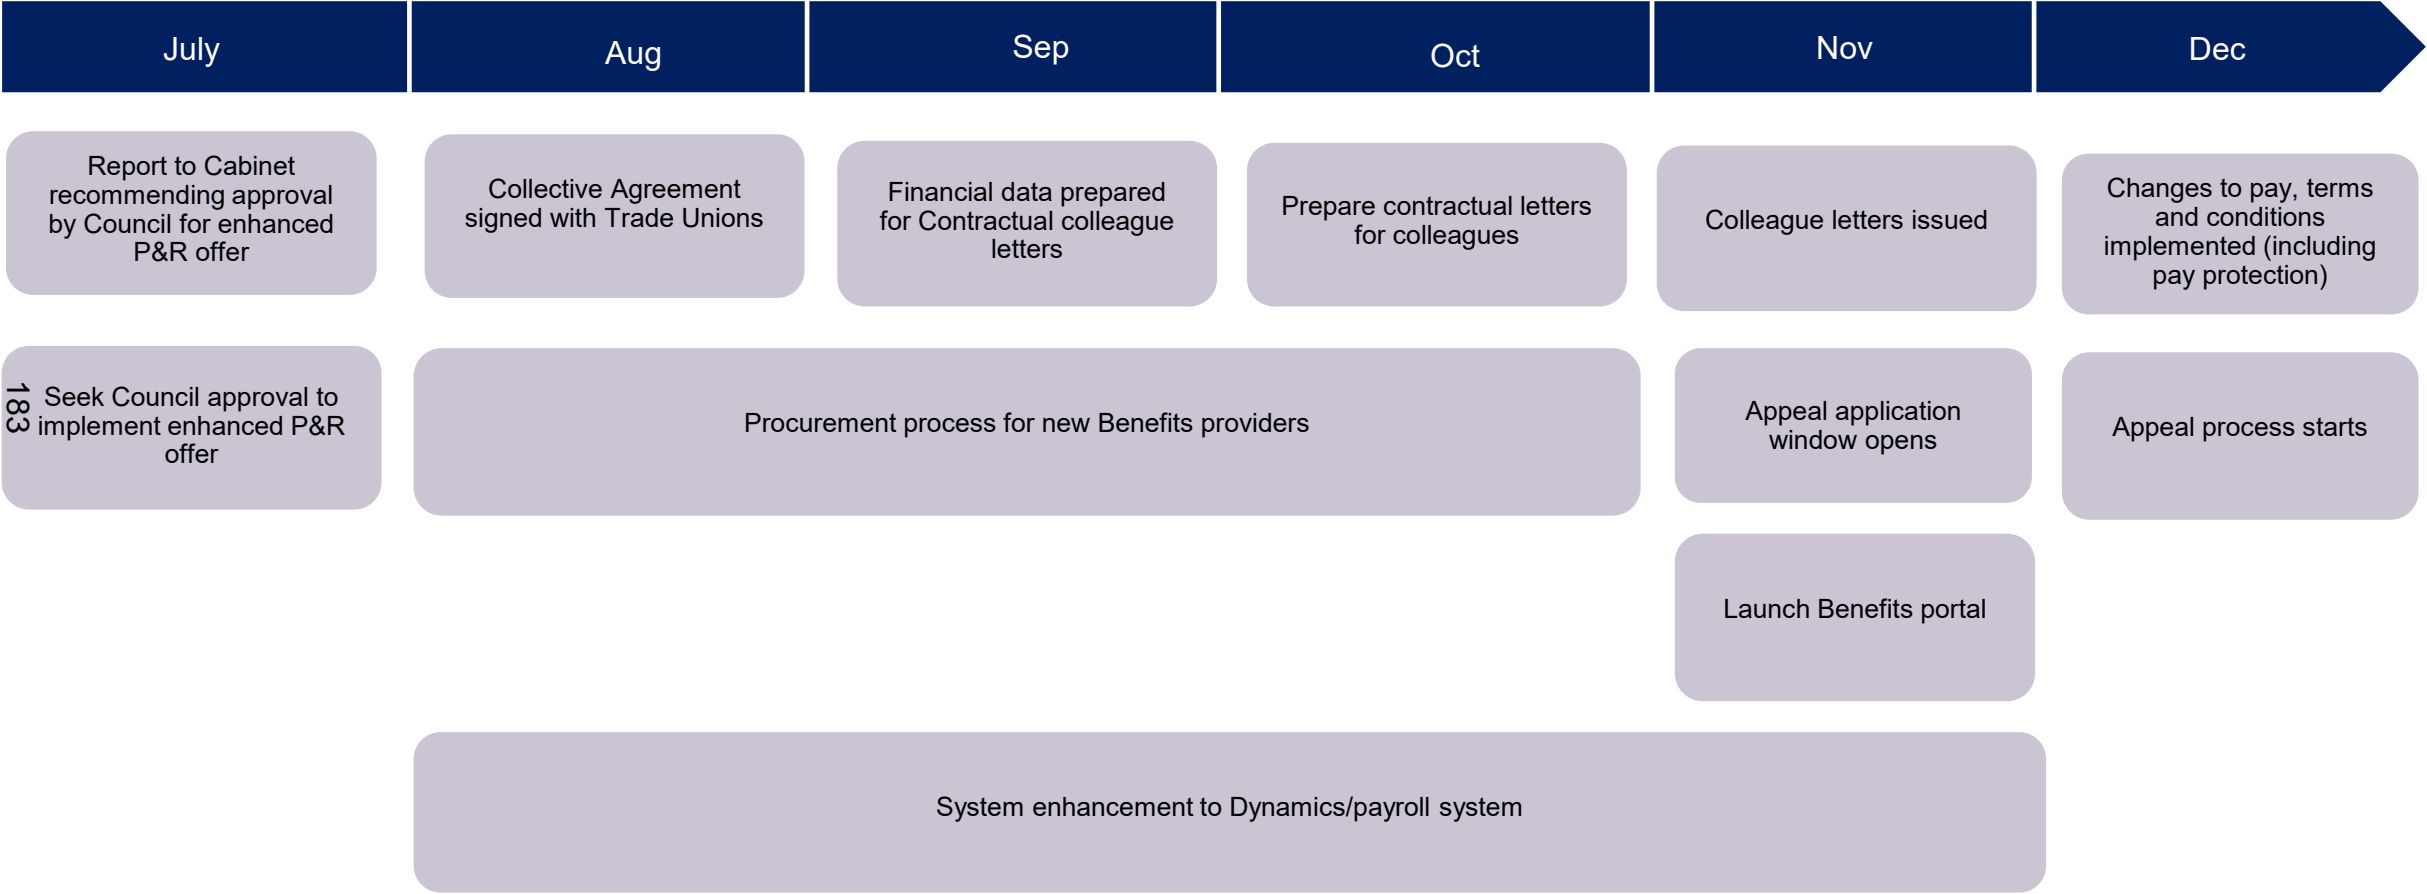 July
Aug
Sep
Oct
Nov
Dec
Report to Cabinet
recommending approval
by Council for enhanced
P&R offer
Collective Agreement
signed with Trade Unions
Financial data prepared
for Contractual colleague
letters
Prepare contractual letters
for colleagues
Colleague letters issued
Changes to pay, terms
and conditions
implemented (including
pay protection)
183
Seek Council approval to
implement enhanced P&R
offer
Procurement process for new Benefits providers
Appeal application
window opens
Appeal process starts
Launch Benefits portal
System enhancement to Dynamics/payroll system